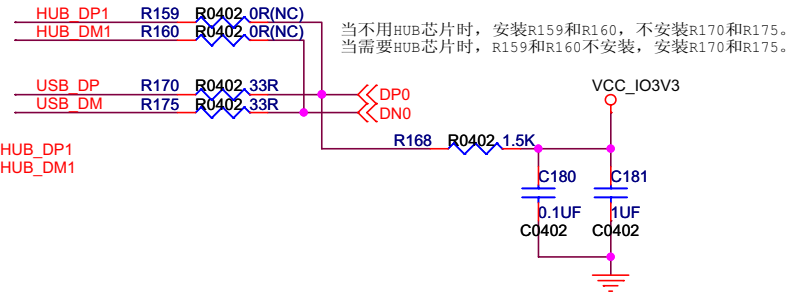 HUB_DP1 R159 R0402 0R(NC)
HUB_DM1 R160 R0402 0R(NC)
当不用HUB芯片时，安装R159和R160，不安装R170和R175。
当需要HUB芯片时，R159和R160不安装，安装R170和R175。
USB_DP R170 R0402 33R
USB_DM R175 R0402 33R
DP0
DN0
VCC_IO3V3
R168 R0402 1.5K
HUB_DP1
HUB_DM1
C180
0.1UF
C0402
C181
1UF
C0402